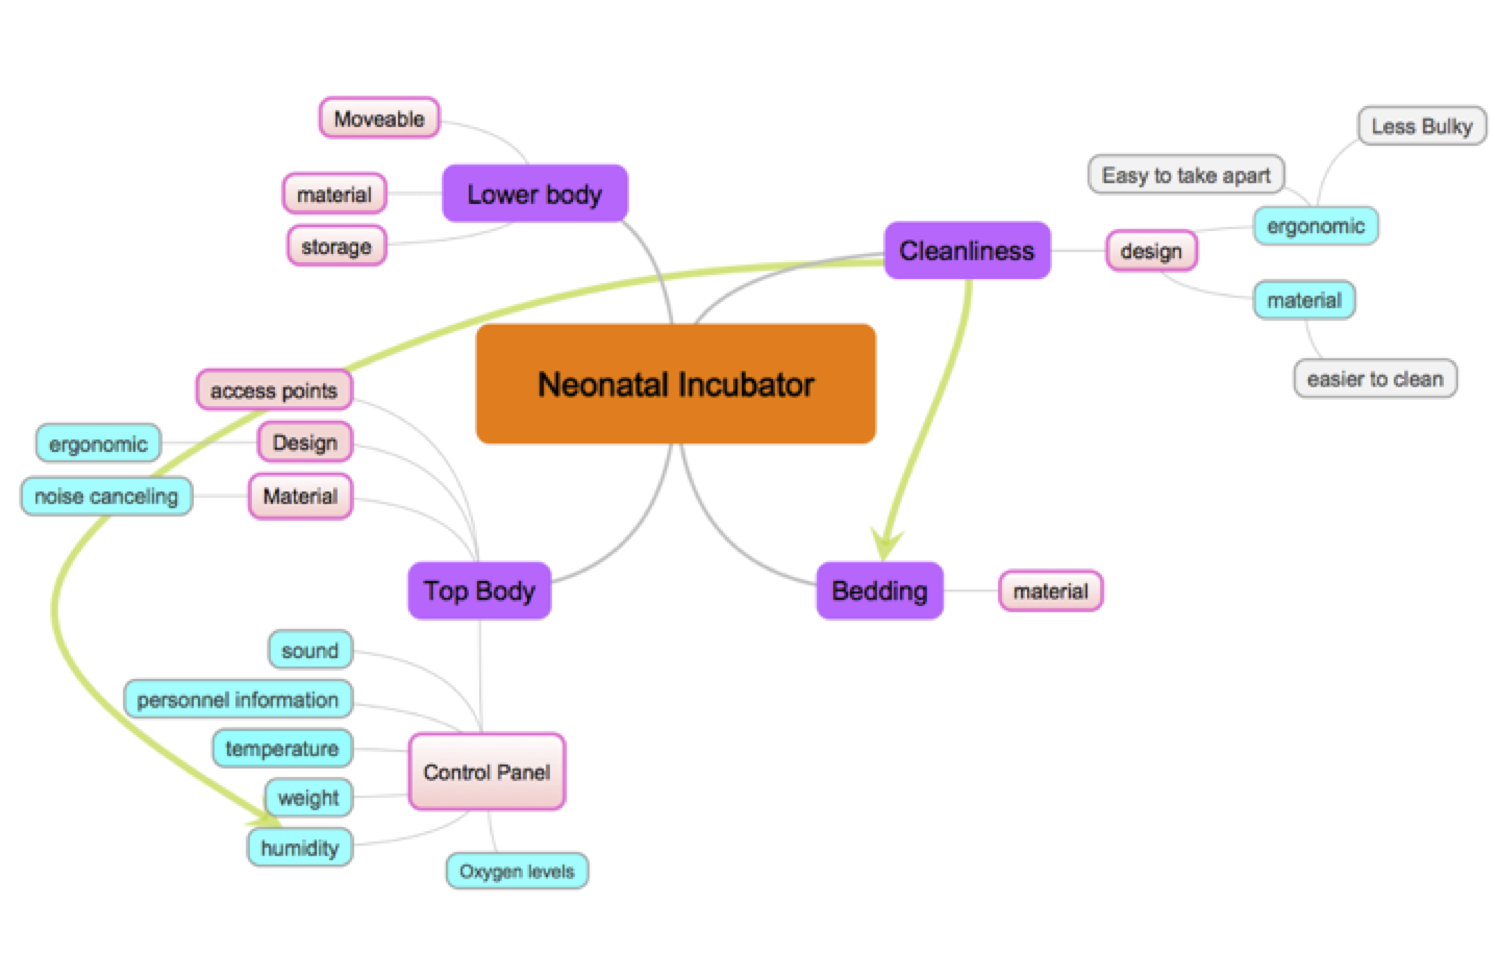 Moveable
Less Bulky
Easy to take apart
material
Lower body
ergonomic
storage
Cleanliness
design
material
easier to clean
Neonatal Incubator
access points
ergonomic
Design
noise canceling
Material
Top Body
Bedding
material
sound
personnel information
temperature
Control Panel
weight
humidity
Oxygen levels